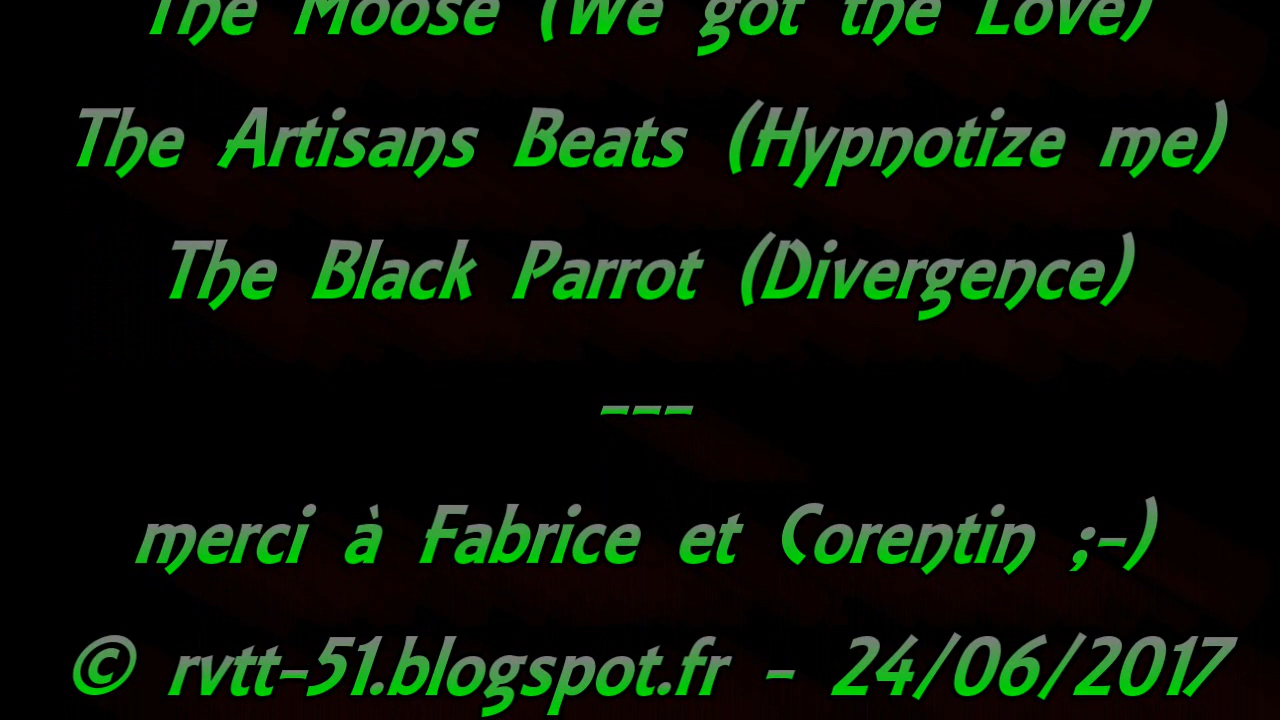 The Moose (We got the Love)
The Artisans Beats (Hypnotize me)
The Black Parrot (Divergence)
---
merci à Fabrice et Corentin ;-)
© rvtt-51.blogspot.fr - 24/06/2017